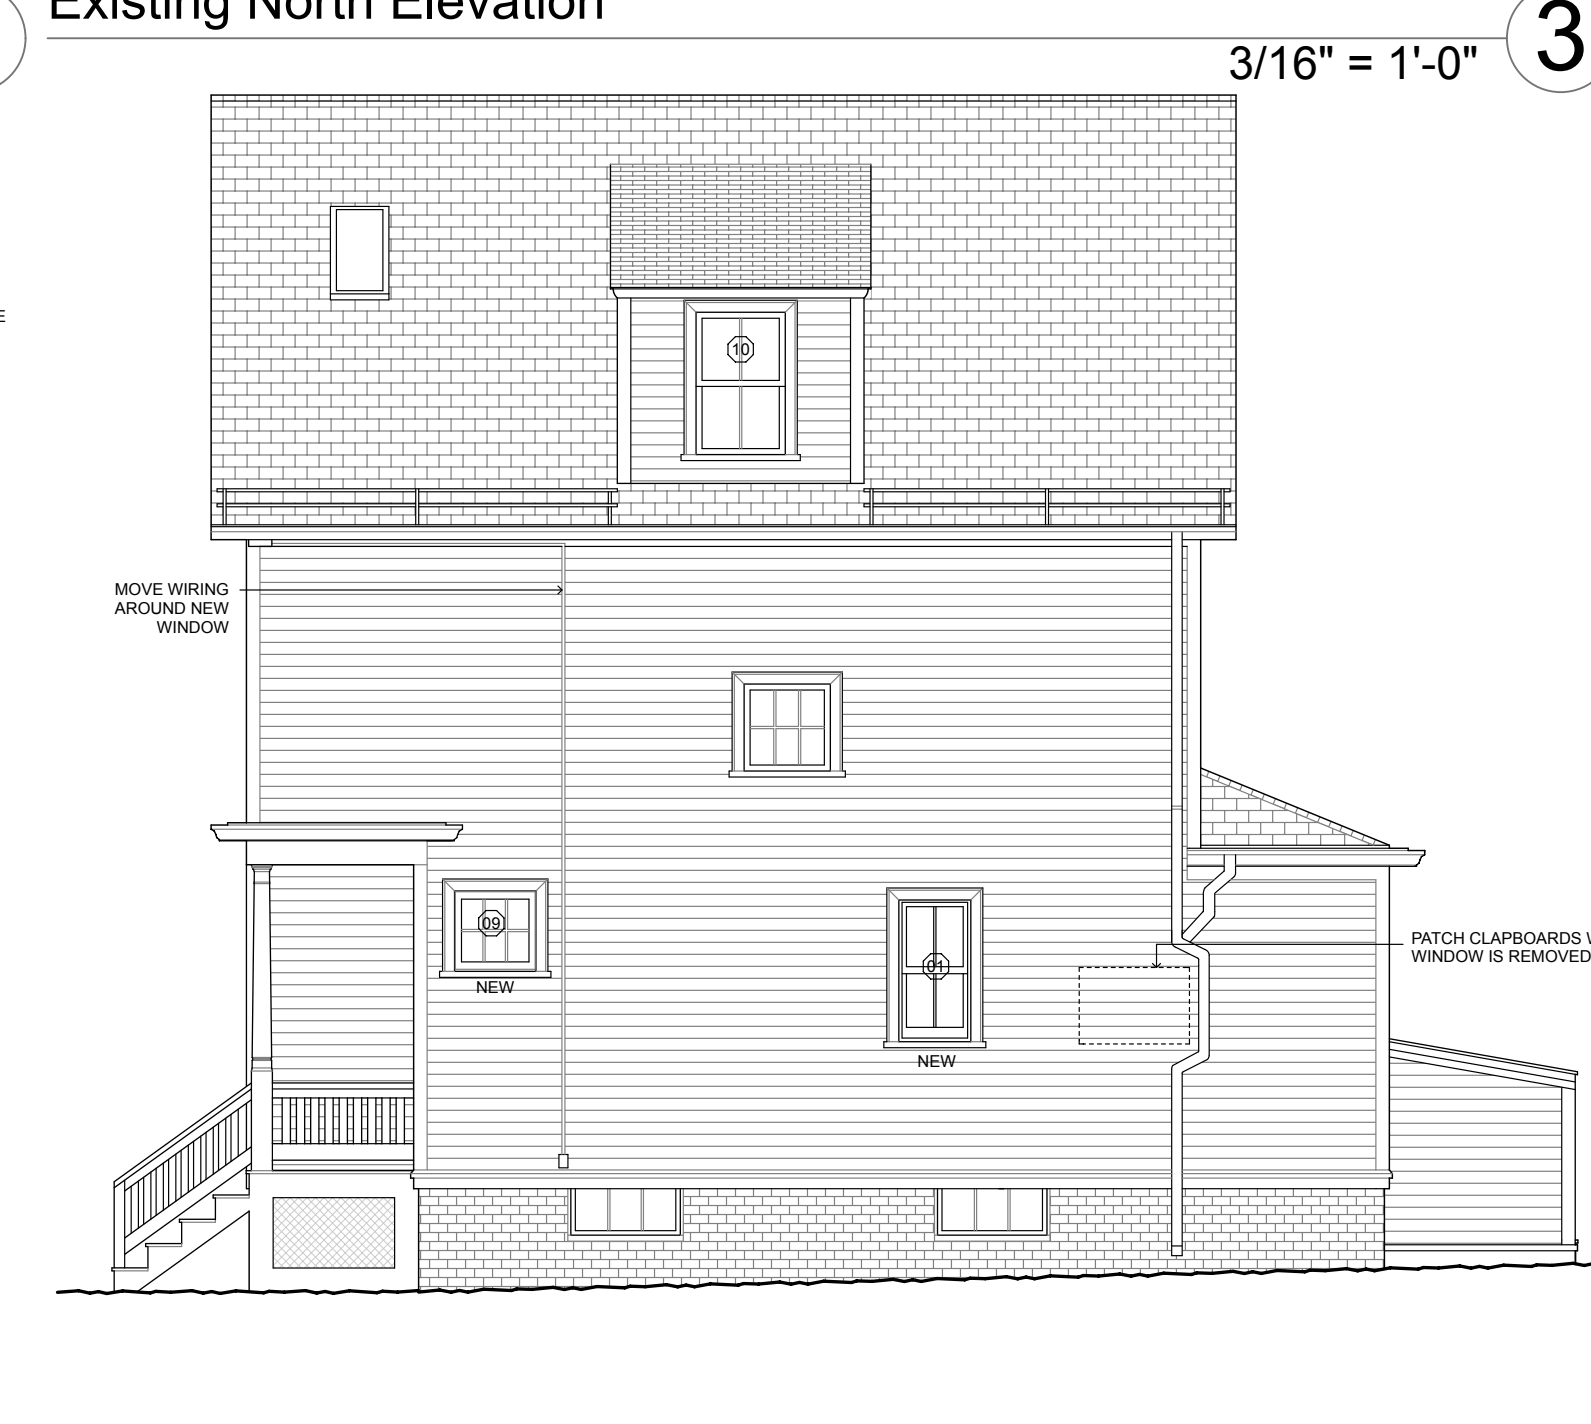 Existing North Elevation
3/16" = 1'-0"
3
E
10
MOVE WIRING
AROUND NEW
WINDOW
09
NEW
01
NEW
PATCH CLAPBOARDS W
WINDOW IS REMOVED